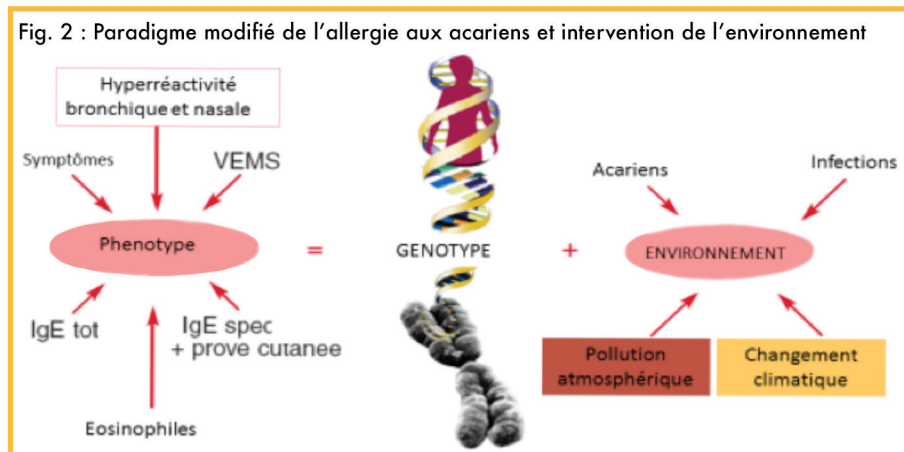 Fig. 2 : Paradigme modifié de l'allergie aux acariens et intervention de l'environnement
Hyperréactivité
bronchique et nasale
Symptômes
VEMS
Phenotype
IgE tot
IgE spec
+ prove cutanee
Eosinophiles
=
GENOTYPE
+
Acariens
Infections
ENVIRONNEMENT
Pollution
atmosphérique
Changement
climatique